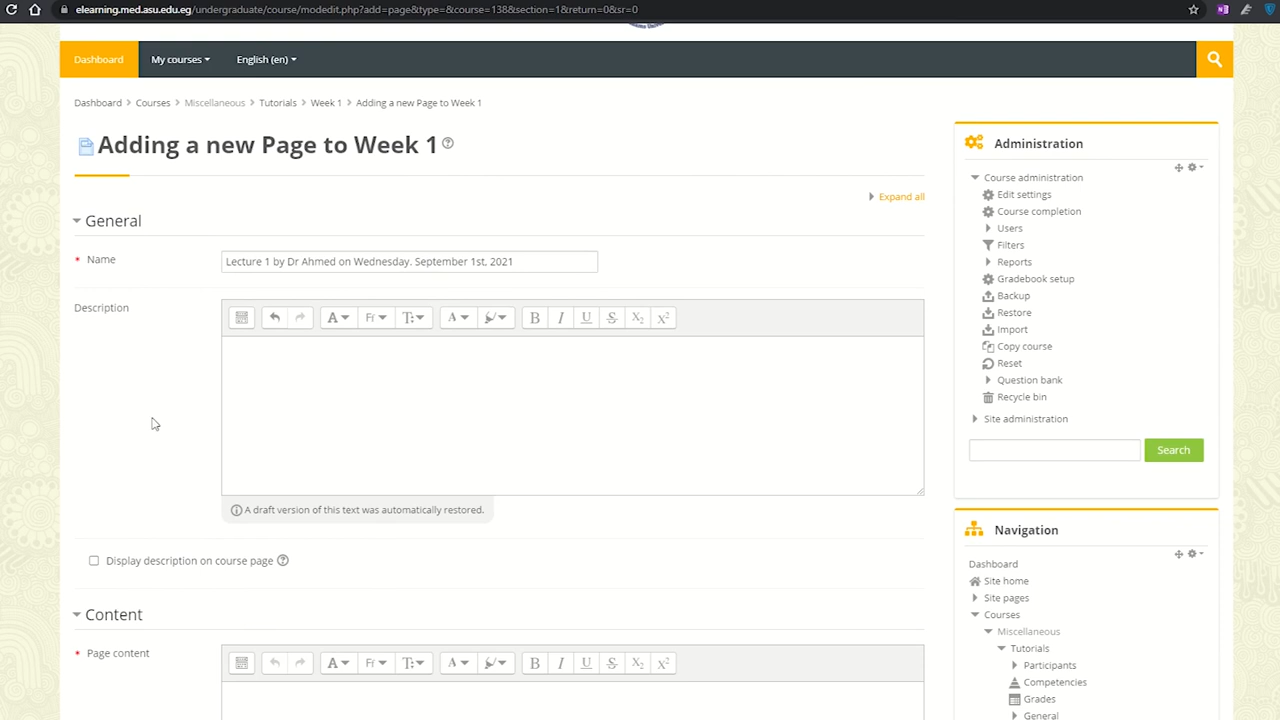 elearning.med.asu.edu.eg/undergraduate/course/modedit.php?add=page&type=&course=138&section=1&return=0&sr=0
Dashboard My courses English (en)
Dashboard Courses Miscellaneous Tutorials Week 1 Adding a new Page to Week 1
Adding a new Page to Week 1
Expand all
General
* Name
Lecture 1 by Dr Ahmed on Wednesday. September 1st, 2021
Description
A draft version of this text was automatically restored.
Display description on course page
Content
* Page content
Administration
Course administration
Edit settings
Course completion
Users
Filters
Reports
Gradebook setup
Backup
Restore
Import
Copy course
Reset
Question bank
Recycle bin
Site administration
Search
Navigation
Dashboard
Site home
Site pages
Courses
Miscellaneous
Tutorials
Participants
Competencies
Grades
General